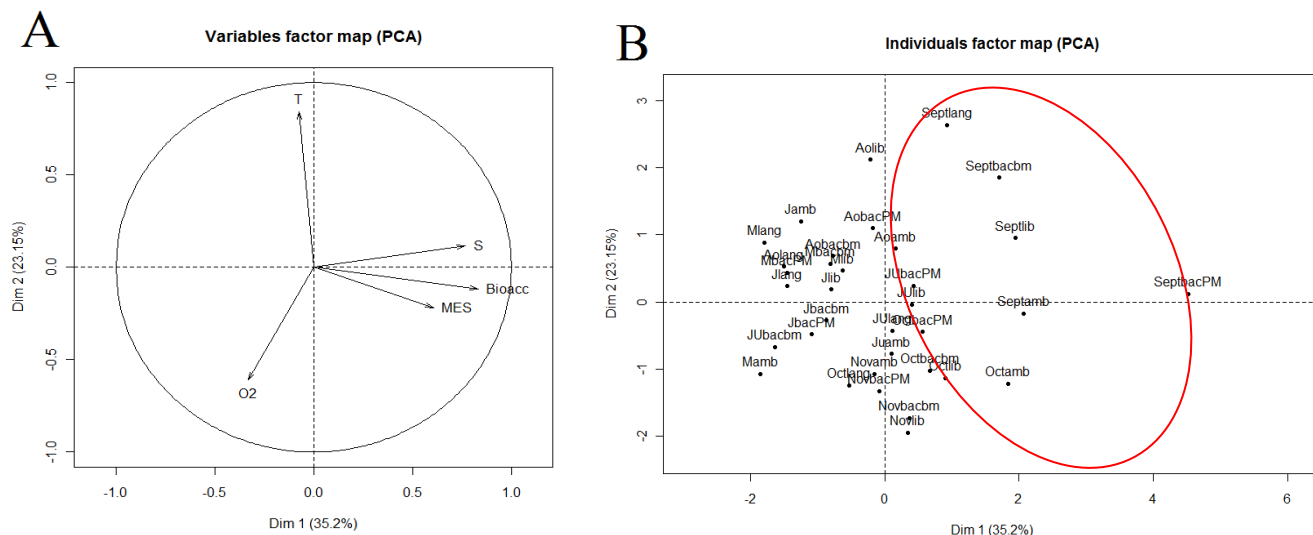 A
Variables factor map (PCA)
Dim 2 (23.15%)
1.0
0.5
0.0
-0.5
-1.0
T
S
Bioacc
MES
O2
-1.0
-0.5
0.0
0.5
1.0
Dim 1 (35.2%)
B
Individuals factor map (PCA)
Dim 2 (23.15%)
3
2
1
0
-1
-2
Septlang
Aolib
Septbacbm
Jamb
AobacPM
Septlib
Mlang
Aoamb
Aobacbm
Mbacbm
Aolang
Mlib
MbacPM
JUbacPM
SeptbacPM
Jlang
Jlib
JUlib
Septamb
Jbacbm
JbacPM
JUlang
JUbacbm
Juamb
Mamb
Novamb
Octbacbm
Octlib
Octamb
Octlang
NovbacPM
Novbacbm
Novlib
-2
0
2
4
6
Dim 1 (35.2%)